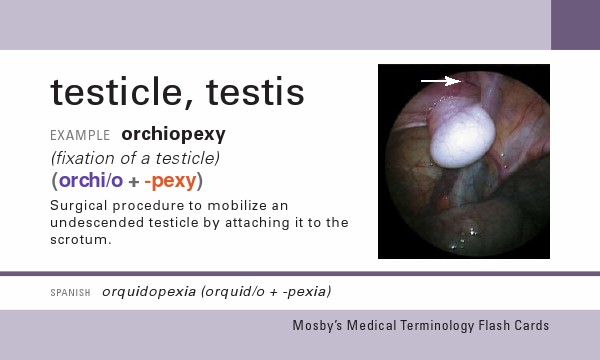 testicle, testis
EXAMPLE orchiopexy
(fixation of a testicle)
(orchi/o + -pexy)
Surgical procedure to mobilize an
undescended testicle by attaching it to the
scrotum.
SPANISH orquidopexia (orquid/o + -pexia)
Mosby's Medical Terminology Flash Cards